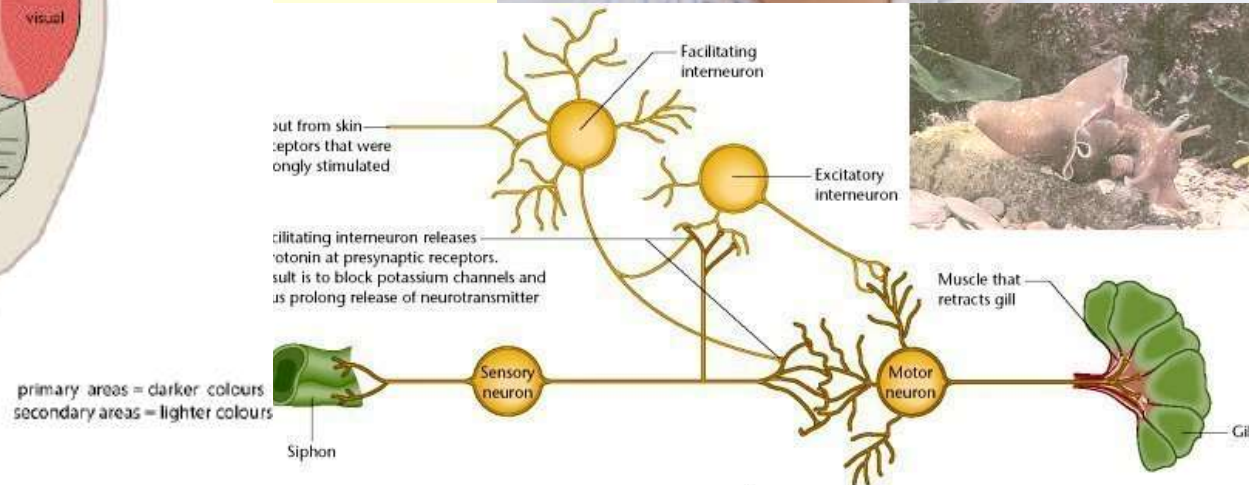 visual
Facilitating
interneuron
out from skin
ceptors that were
ongly stimulated
Excitatory
interneuron
cilitating interneuron releases
rotonin at presynaptic receptors.
sult is to block potassium channels and
us prolong release of neurotransmitter
Muscle that
retracts gill
Sensory
neuron
Motor
neuron
primary areas = darker colours
secondary areas = lighter colours
Siphon
Gil